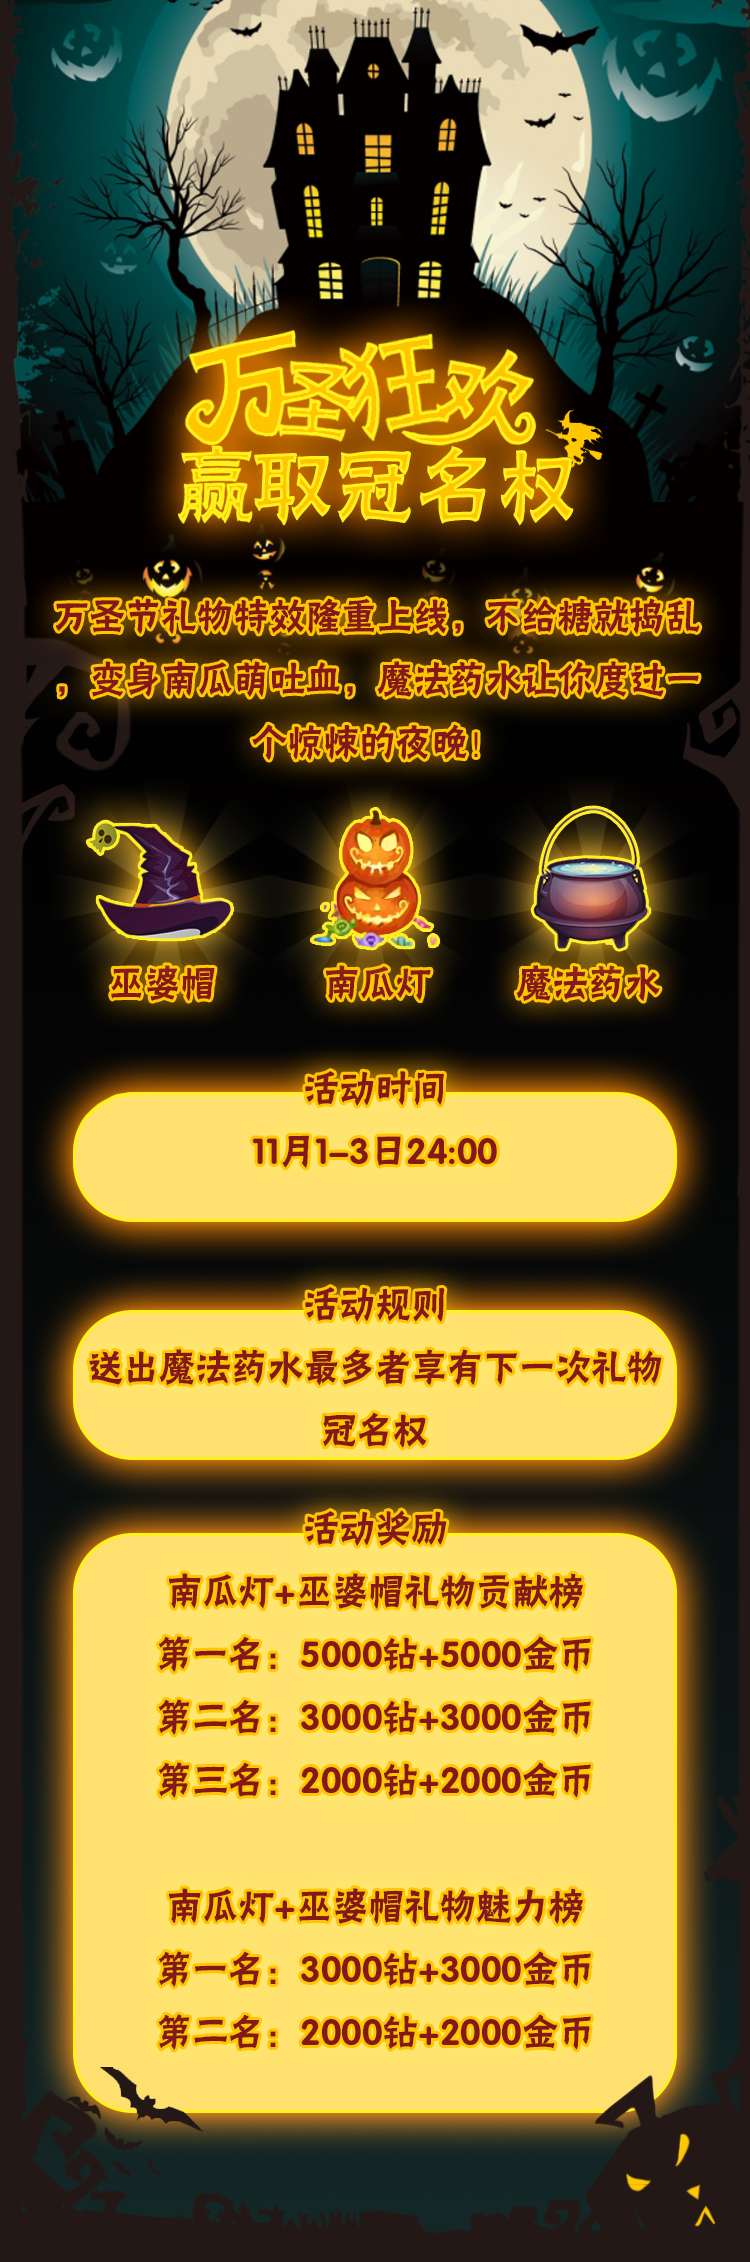 万圣狂欢
赢取冠名权
万圣节礼物特效隆重上线，不给糖就捣乱
，变身南瓜萌吐血，魔法药水让你度过一
个惊悚的夜晚！
巫婆帽 南瓜灯 魔法药水
活动时间
11月1-3日24:00
活动规则
送出魔法药水最多者享有下一次礼物
冠名权
活动奖励
南瓜灯+巫婆帽礼物贡献榜
第一名：5000钻+5000金币
第二名：3000钻+3000金币
第三名：2000钻+2000金币
南瓜灯+巫婆帽礼物魅力榜
第一名：3000钻+3000金币
第二名：2000钻+2000金币